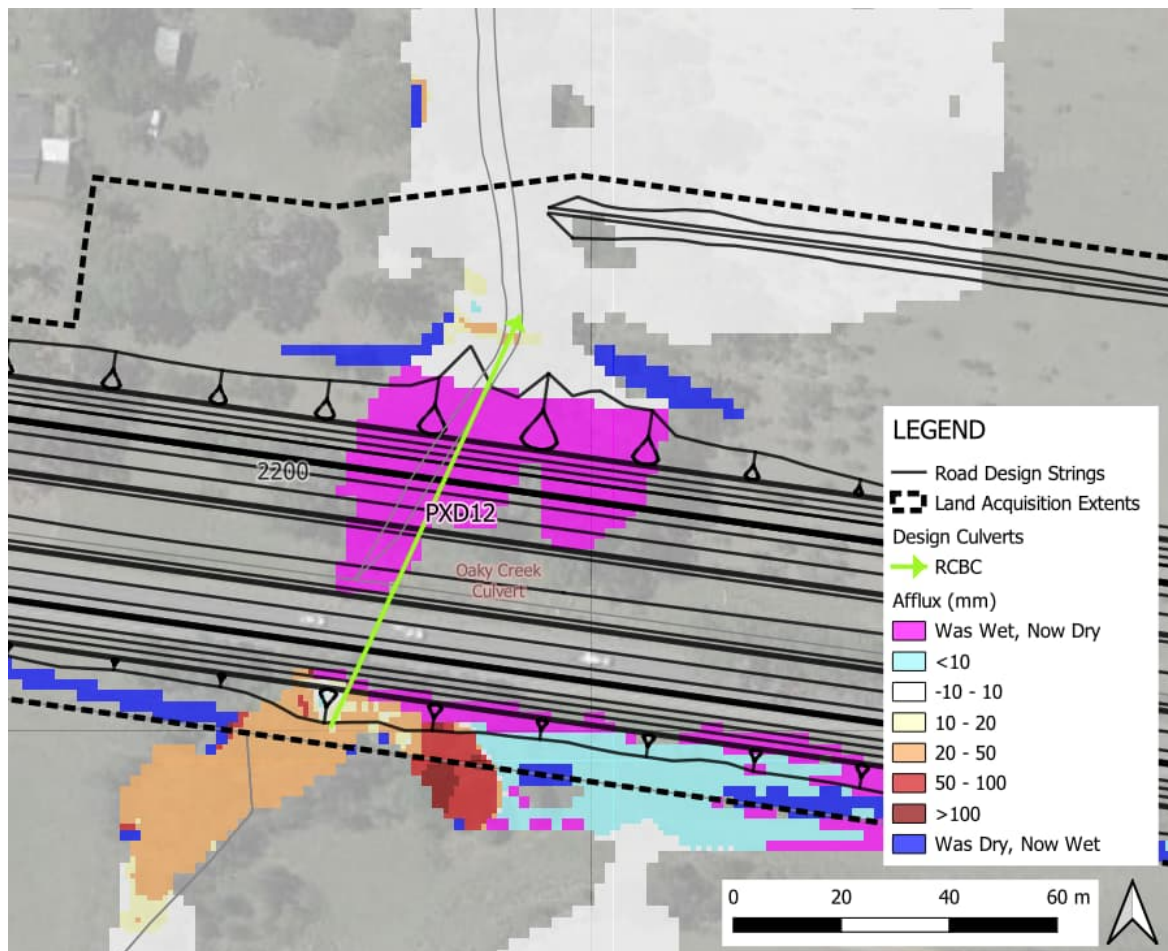 2200
PXD12
Oaky Creek
Culvert
LEGEND
Road Design Strings
Land Acquisition Extents
Design Culverts
RCBC
Afflux (mm)
Was Wet, Now Dry
<10
-10 - 10
10 - 20
20 - 50
50 - 100
>100
Was Dry, Now Wet
0 20 40 60 m